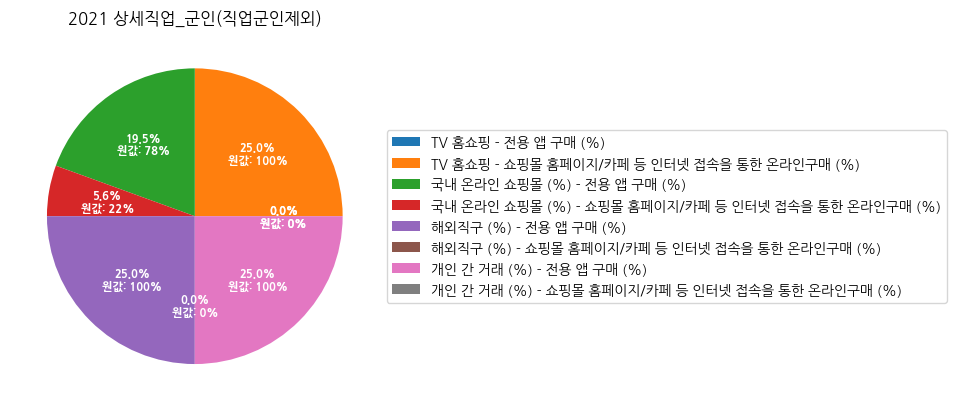 2021 상세직업_군인(직업군인제외)
19.5%
원값: 78%
25.0%
원값: 100%
5.6%
원값: 22%
0.0%
원값: 0%
25.0%
원값: 100%
25.0%
원값: 100%
0.0%
원값: 0%
TV 홈쇼핑 - 전용 앱 구매 (%)
TV 홈쇼핑 - 쇼핑몰 홈페이지/카페 등 인터넷 접속을 통한 온라인구매 (%)
국내 온라인 쇼핑몰 (%) - 전용 앱 구매 (%)
국내 온라인 쇼핑몰 (%) - 쇼핑몰 홈페이지/카페 등 인터넷 접속을 통한 온라인구매 (%)
해외직구 (%) - 전용 앱 구매 (%)
해외직구 (%) - 쇼핑몰 홈페이지/카페 등 인터넷 접속을 통한 온라인구매 (%)
개인 간 거래 (%) - 전용 앱 구매 (%)
개인 간 거래 (%) - 쇼핑몰 홈페이지/카페 등 인터넷 접속을 통한 온라인구매 (%)